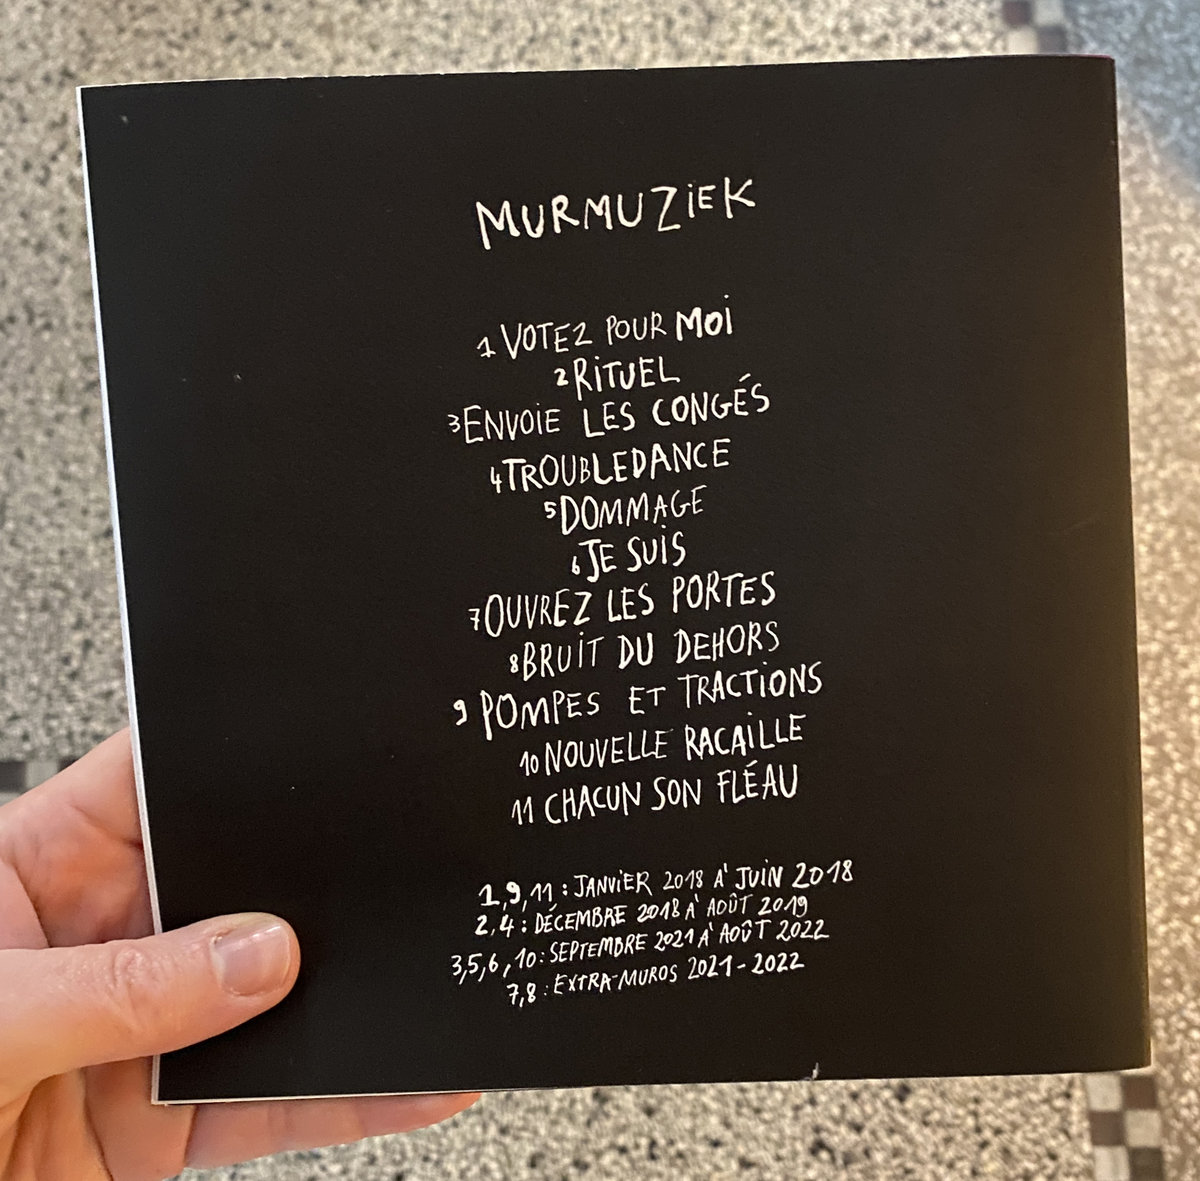 MURMUZiEK
1 VOTEZ POUR MOi
2 RiTUEL
3 ENVOiE LES CONGÉS
4 TROUBLEDANCE
5 DOMMAGE
6 JE SUiS
7 OUVREZ LES PORTES
8 BRUiT DU DEHORS
9 POMPES ET TRACTiONS
10 NOUVELLE RACAiLLE
11 CHACUN SON FLÉAU
1,9,11 : JANViER 2018 A' JUiN 2018
2,4 : DÉCEMBRE 2018 A' AOÛT 2019
3,5,6,10 : SEPTEMBRE 2021 A' AOÛT 2022
7,8 : EXTRA-MUROS 2021-2022